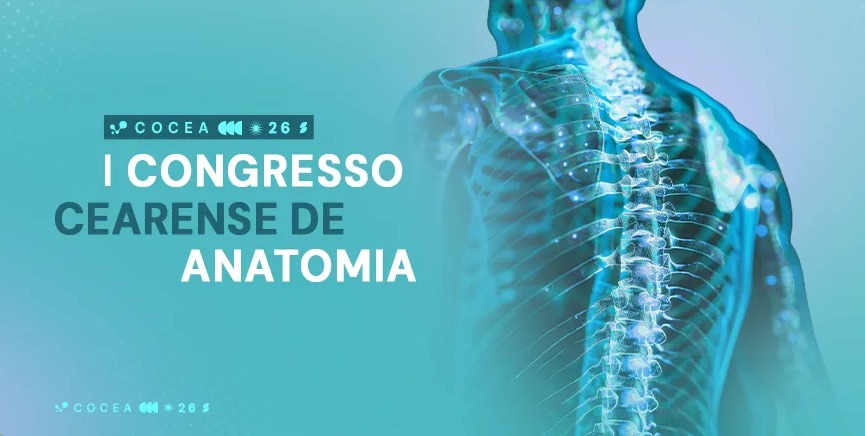 COCEA 26
I CONGRESSO
CEARENSE DE
ANATOMIA
COCEA 26